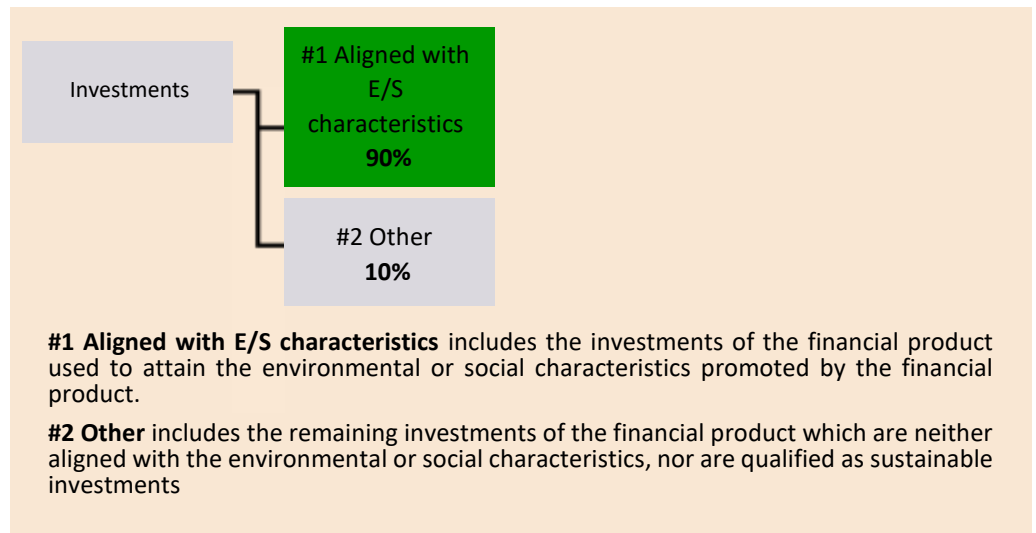 Investments
#1 Aligned with
E/S
characteristics
90%
#2 Other
10%
#1 Aligned with E/S characteristics includes the investments of the financial product
used to attain the environmental or social characteristics promoted by the financial
product.
#2 Other includes the remaining investments of the financial product which are neither
aligned with the environmental or social characteristics, nor are qualified as sustainable
investments